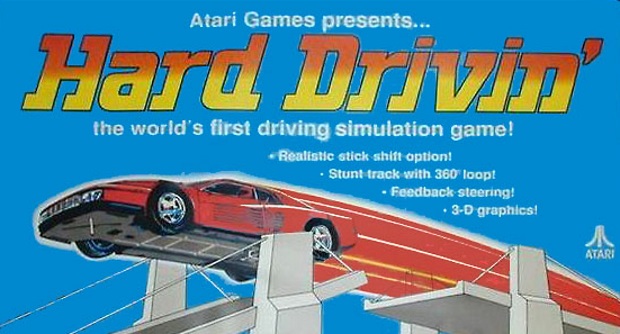 Atari Games presents...
Hard Drivin'
the world's first driving simulation game!
• Realistic stick shift option!
• Stunt track with 360° loop!
• Feedback steering!
• 3-D graphics!
ATARI